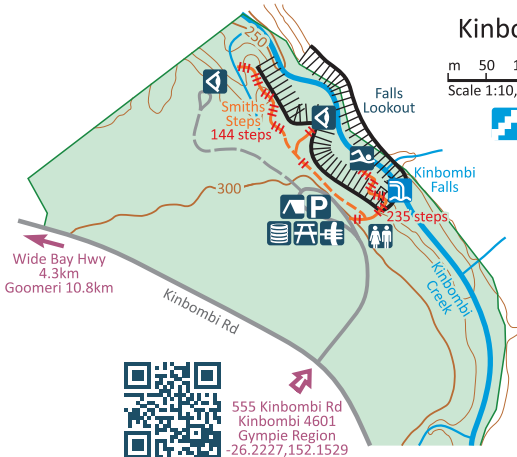 Kinbo
m 50 1
Scale 1:10,
250
Falls
Lookout
Smiths
Steps
144 steps
Kinbombi
Falls
300
P
235 steps
Wide Bay Hwy
4.3km
Goomeri 10.8km
Kinbombi Rd
Kinbombi
Creek
555 Kinbombi Rd
Kinbombi 4601
Gympie Region
-26.2227,152.1529